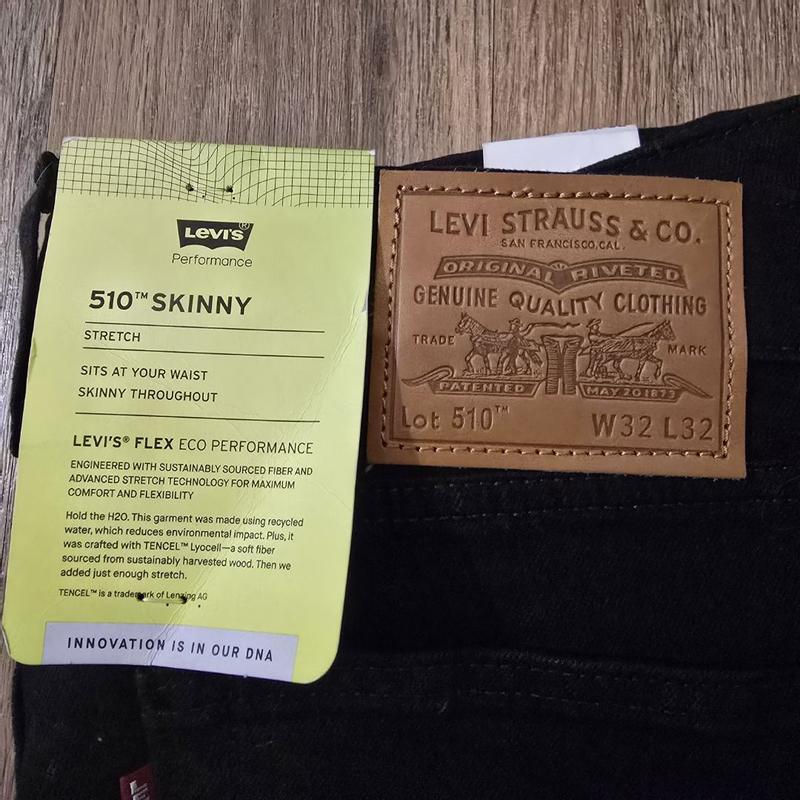 LEVI'S®
Performance
510™ SKINNY
STRETCH
SITS AT YOUR WAIST
SKINNY THROUGHOUT
LEVI'S® FLEX ECO PERFORMANCE
ENGINEERED WITH SUSTAINABLY SOURCED FIBER AND
ADVANCED STRETCH TECHNOLOGY FOR MAXIMUM
COMFORT AND FLEXIBILITY
Hold the H2O. This garment was made using recycled
water, which reduces environmental impact. Plus, it
was crafted with TENCEL™ Lyocell—a soft fiber
sourced from sustainably harvested wood. Then we
added just enough stretch.
TENCEL™ is a trademark of Lenzing AG
INNOVATION IS IN OUR DNA
LEVI STRAUSS & CO.
SAN FRANCISCO, CAL.
ORIGINAL RIVETED
GENUINE QUALITY CLOTHING
TRADE MARK
PATENTED MAY 20 1873
Lot 510™ W32 L32